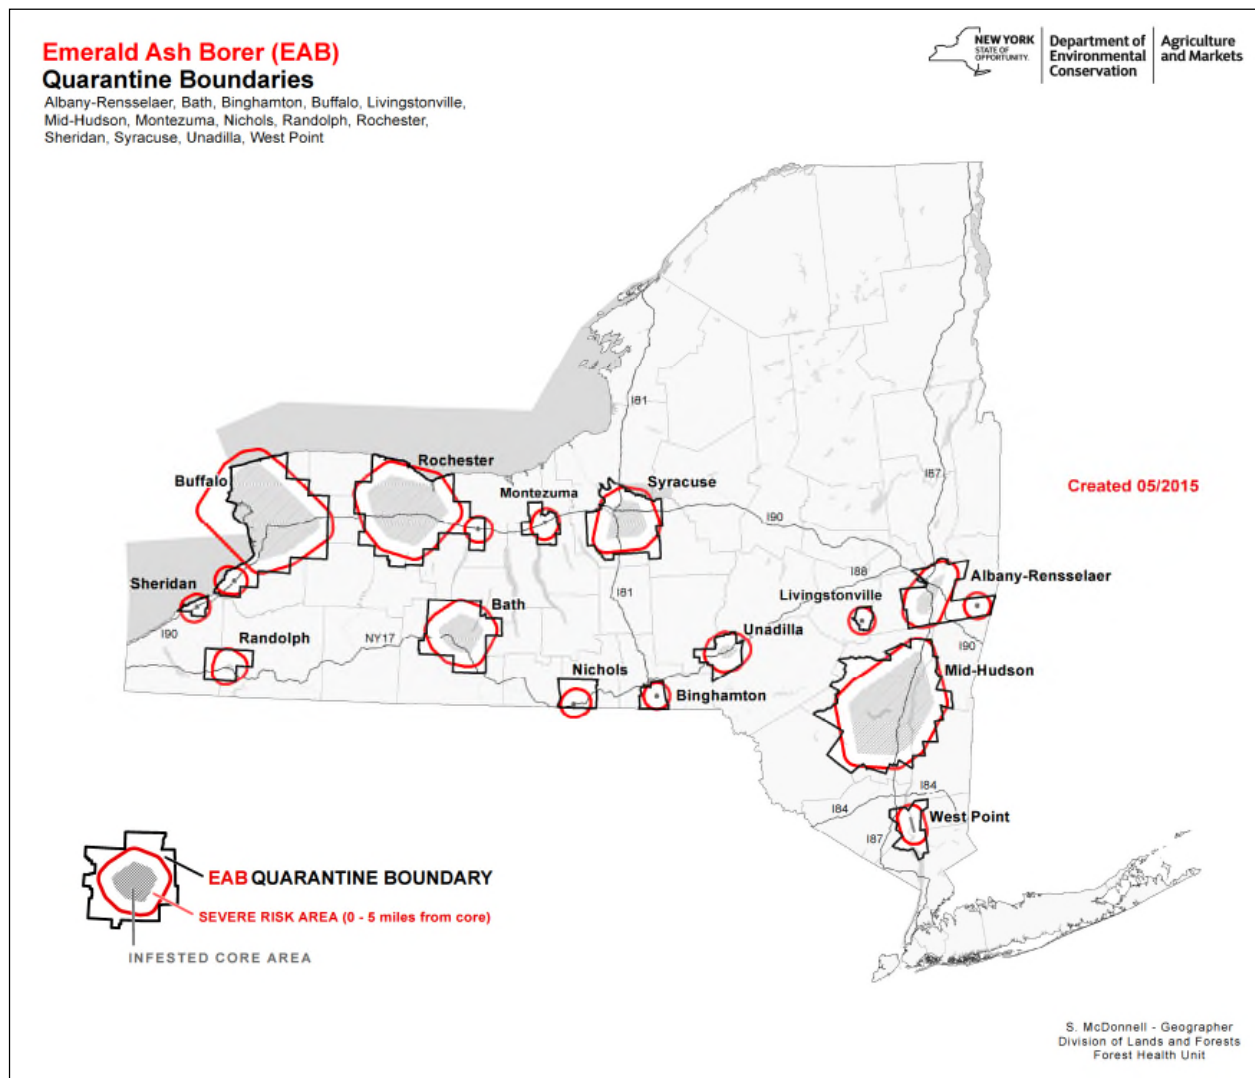 Emerald Ash Borer (EAB)
Quarantine Boundaries
Albany-Rensselaer, Bath, Binghamton, Buffalo, Livingstonville,
Mid-Hudson, Montezuma, Nichols, Randolph, Rochester,
Sheridan, Syracuse, Unadilla, West Point
NEW YORK
STATE OF
OPPORTUNITY.
Department of
Environmental
Conservation
Agriculture
and Markets
I81
Rochester
Buffalo
Syracuse
Montezuma
I87
Created 05/2015
I90
Sheridan
I88
Albany-Rensselaer
Livingstonville
I81
Bath
Unadilla
I90
Randolph
NY17
I90
Nichols
Mid-Hudson
Binghamton
I84
I84
West Point
I87
EAB QUARANTINE BOUNDARY
SEVERE RISK AREA (0 - 5 miles from core)
INFESTED CORE AREA
S. McDonnell - Geographer
Division of Lands and Forests
Forest Health Unit